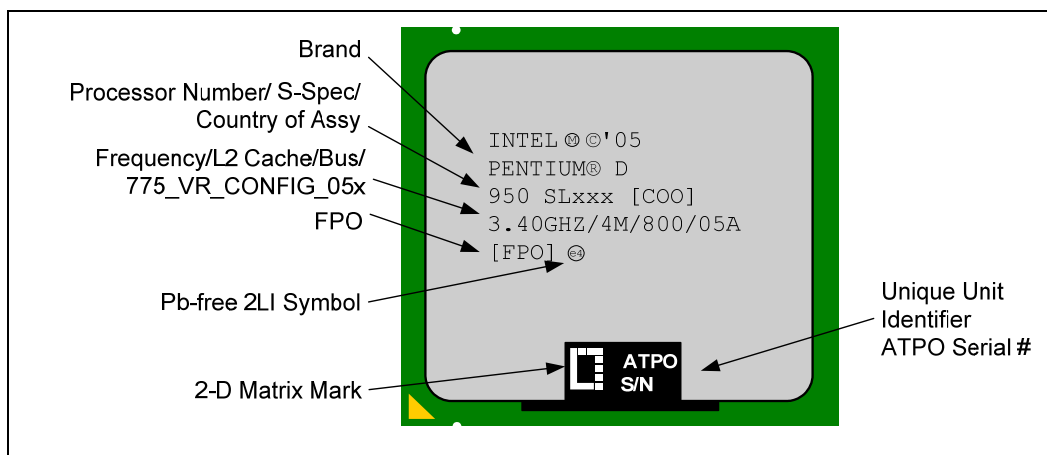 Brand
Processor Number/ S-Spec/
Country of Assy
Frequency/L2 Cache/Bus/
775_VR_CONFIG_05x
FPO
Pb-free 2LI Symbol
2-D Matrix Mark
INTEL Ⓜ ©'05
PENTIUM® D
950 SLxxx [COO]
3.40GHZ/4M/800/05A
[FPO] e4
ATPO
S/N
Unique Unit
Identifier
ATPO Serial #